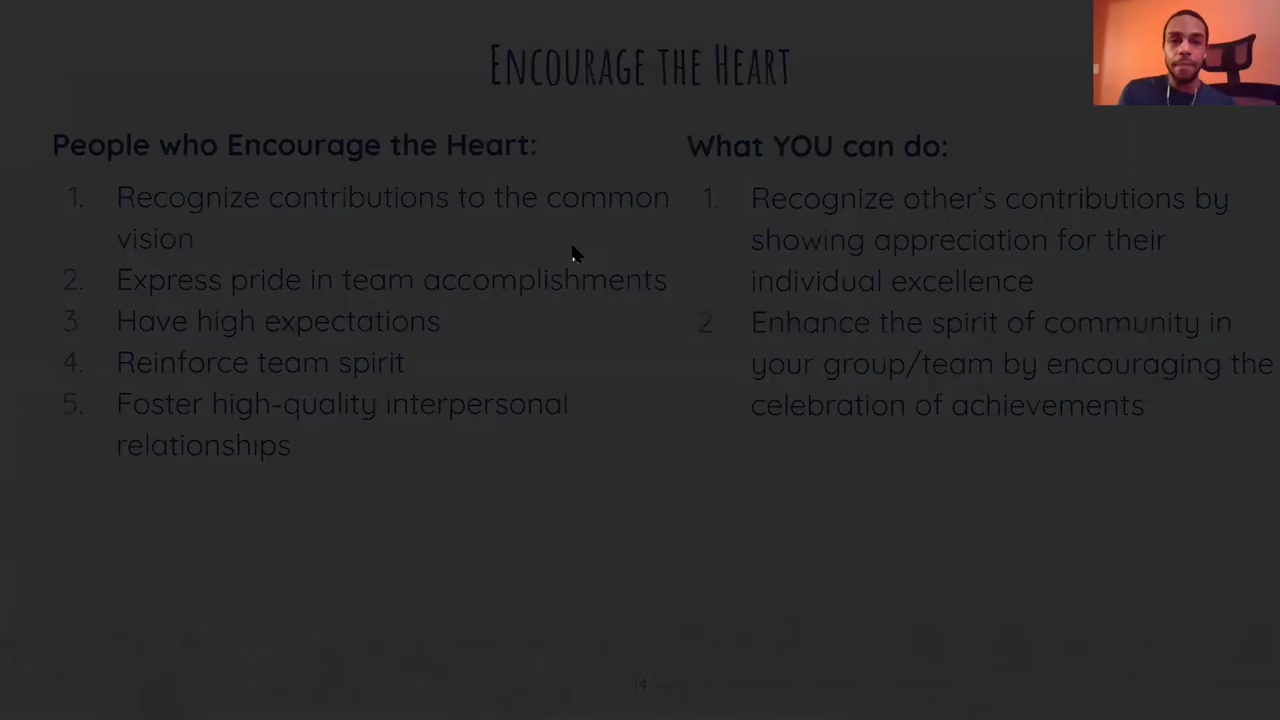 Encourage the Heart
People who Encourage the Heart:
1. Recognize contributions to the common
vision
2. Express pride in team accomplishments
3. Have high expectations
4. Reinforce team spirit
5. Foster high-quality interpersonal
relationships
What YOU can do:
1. Recognize other’s contributions by
showing appreciation for their
individual excellence
2 Enhance the spirit of community in
your group/team by encouraging the
celebration of achievements
14